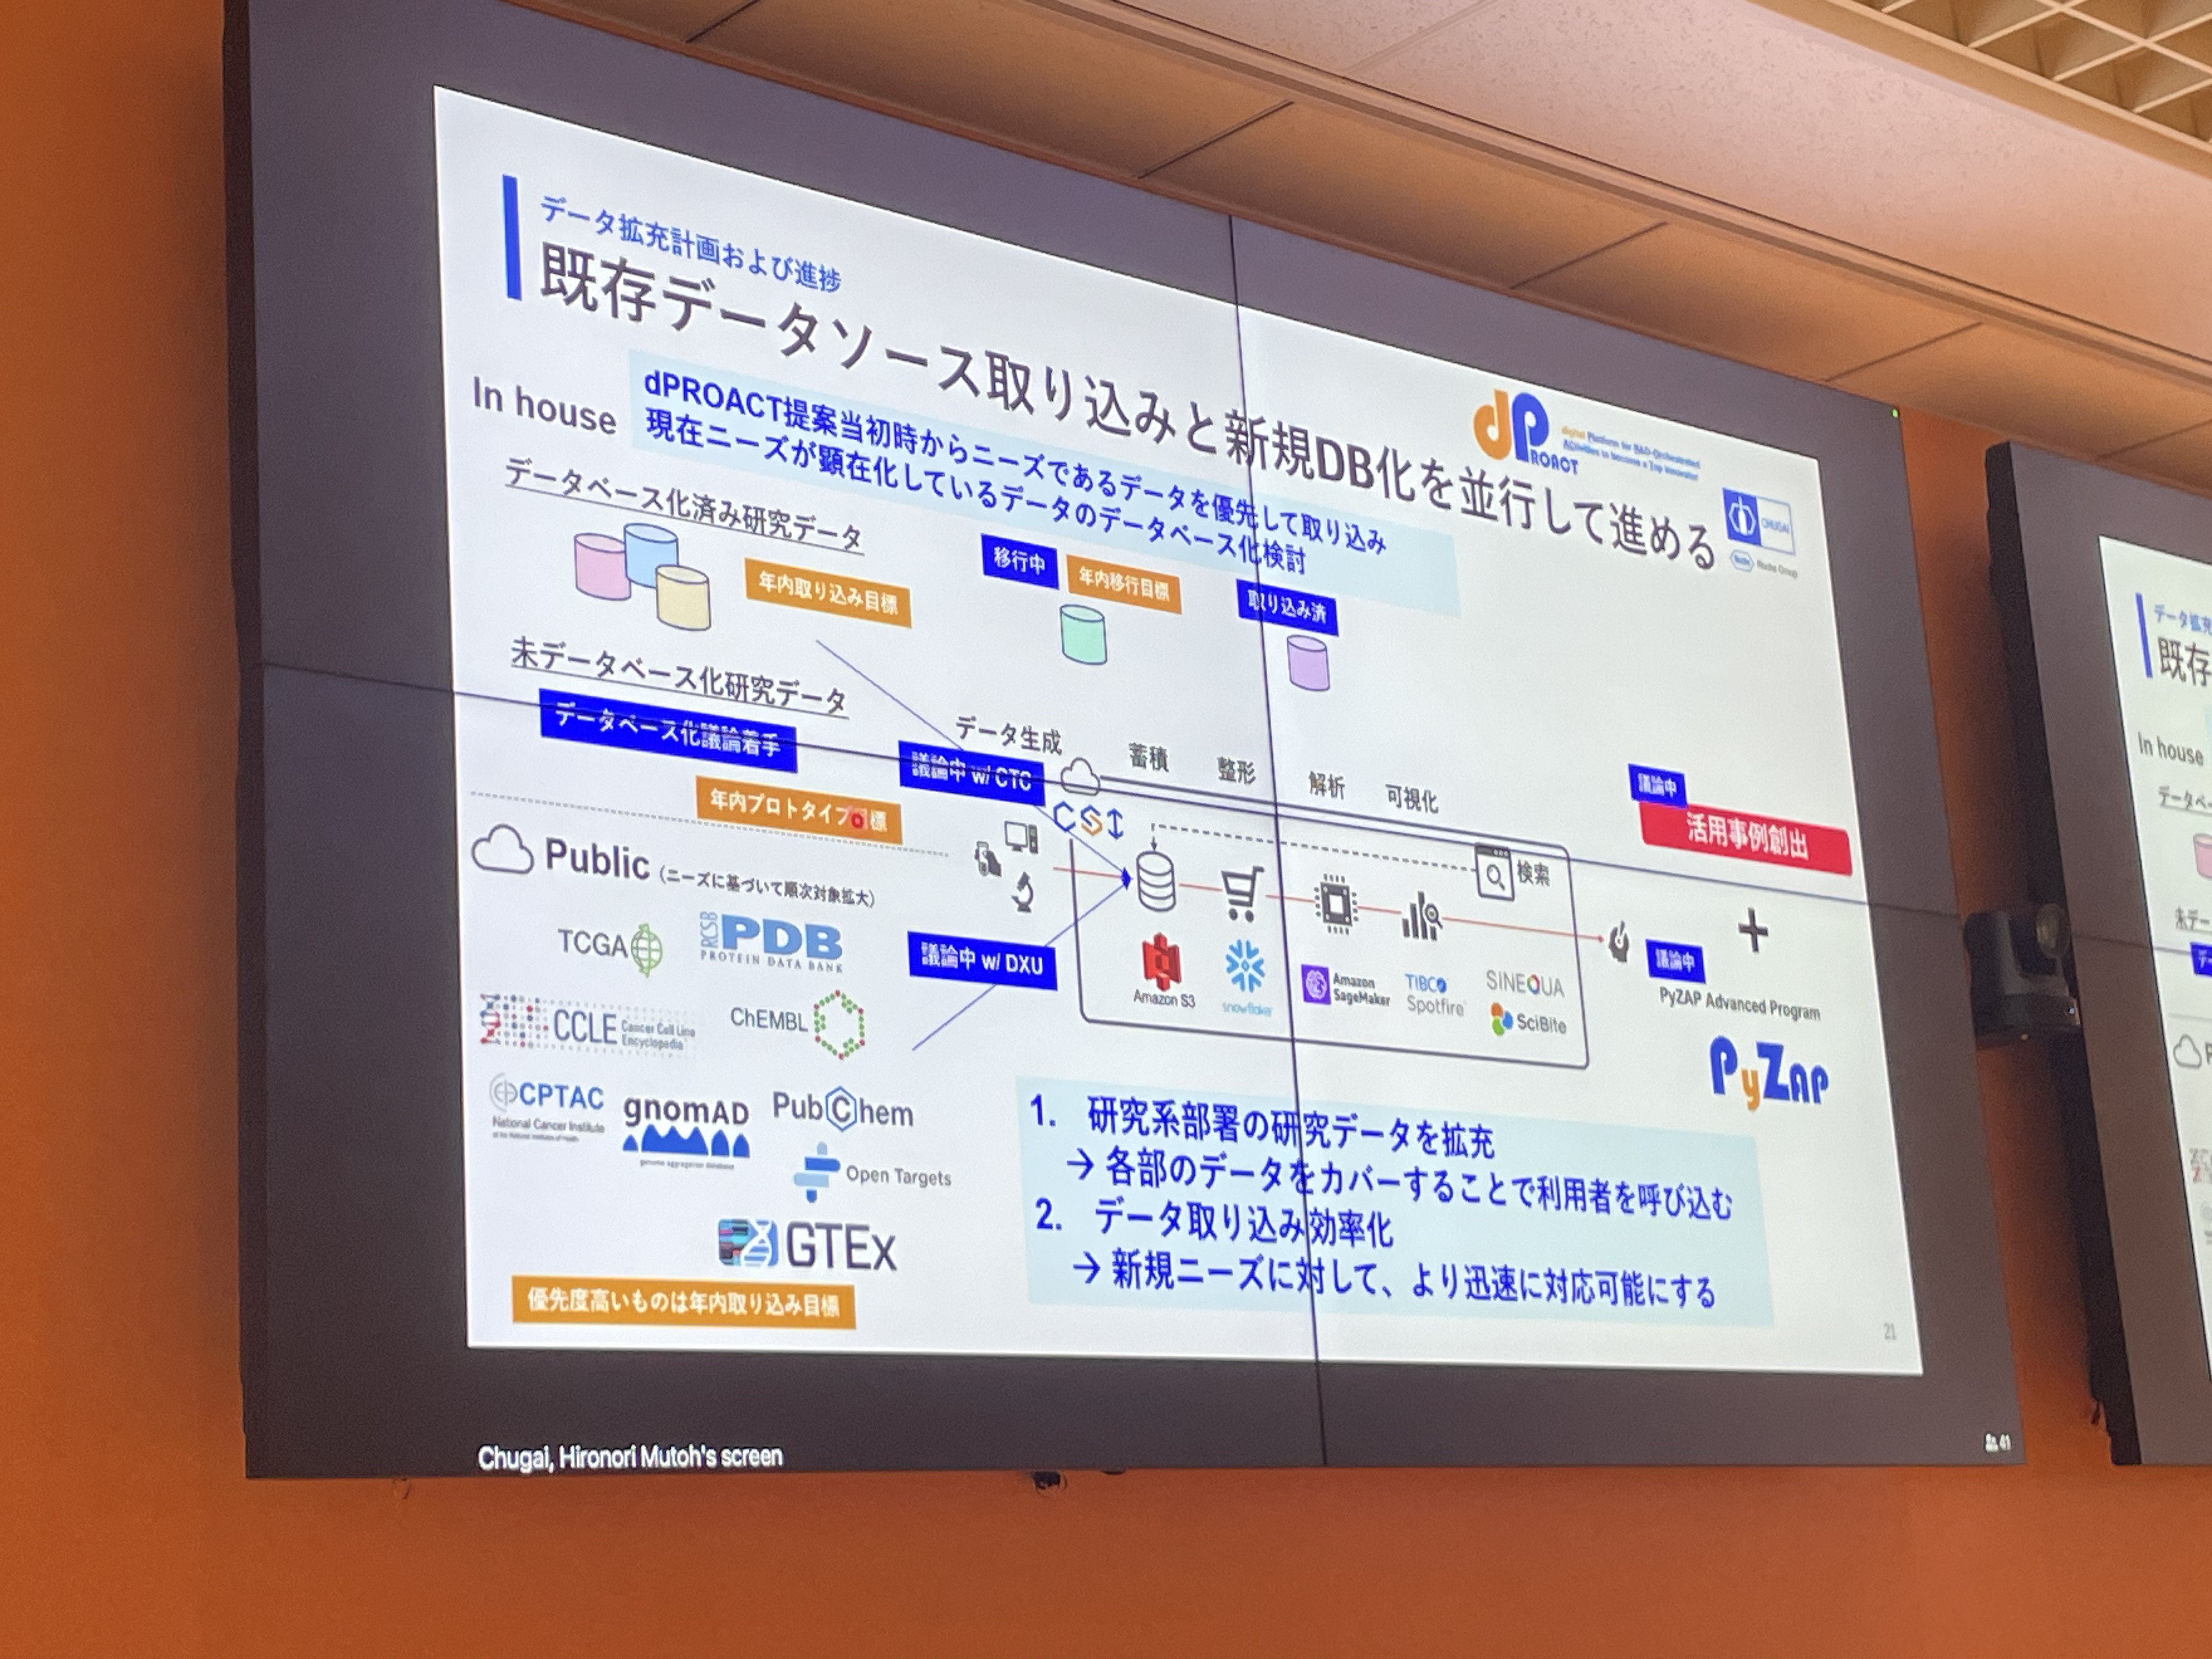 データ拡充計画および進捗
既存データソース取り込みと新規DB化を並行して進める
dPROACT
digital Platform for R&D-Orchestrated
ACtivities to become a Top innovator
CHUGAI
Roche Roche Group
In house
dPROACT提案当初時からニーズであるデータを優先して取り込み
現在ニーズが顕在化しているデータのデータベース化検討
データベース化済み研究データ
年内取り込み目標
移行中
年内移行目標
取り込み済
未データベース化研究データ
データベース化議論着手
年内プロトタイプ
標
議論中 w/ CTC
データ生成
蓄積
整形
解析
可視化
検索
議論中
活用事例創出
Public (ニーズに基づいて順次対象拡大)
TCGA
RCSB PDB
PROTEIN DATA BANK
CCLE Cancer Cell Line
Encyclopedia
ChEMBL
議論中 w/ DXU
Amazon S3
snowflake
Amazon
SageMaker
TIBCO
Spotfire
SINEQUA
SciBite
+
議論中
PyZAP Advanced Program
PyZAP
CPTAC
National Cancer Institute
gnomAD
genome aggregation database
PubChem
Open Targets
GTEx
優先度高いものは年内取り込み目標
1. 研究系部署の研究データを拡充
→ 各部のデータをカバーすることで利用者を呼び込む
2. データ取り込み効率化
→ 新規ニーズに対して、より迅速に対応可能にする
21
Chugai, Hironori Mutoh's screen
41
データ拡充
既存
In house
データベ
未デー